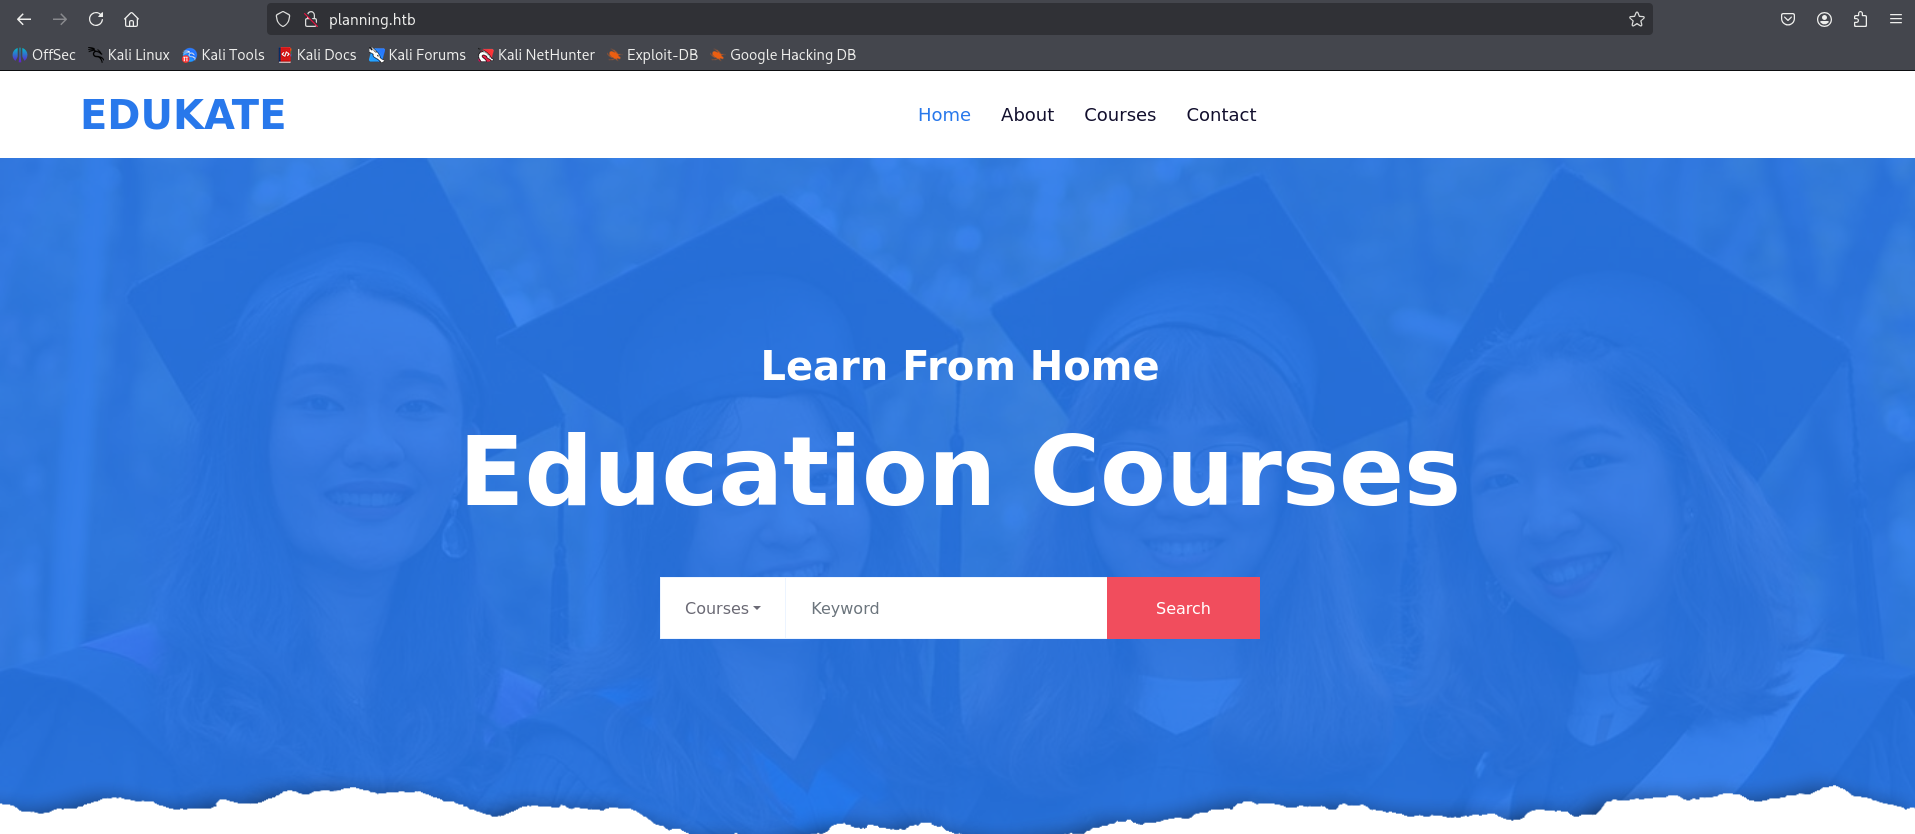 planning.htb
OffSec Kali Linux Kali Tools Kali Docs Kali Forums Kali NetHunter Exploit-DB Google Hacking DB
EDUKATE Home About Courses Contact
Learn From Home
Education Courses
Courses Keyword Search